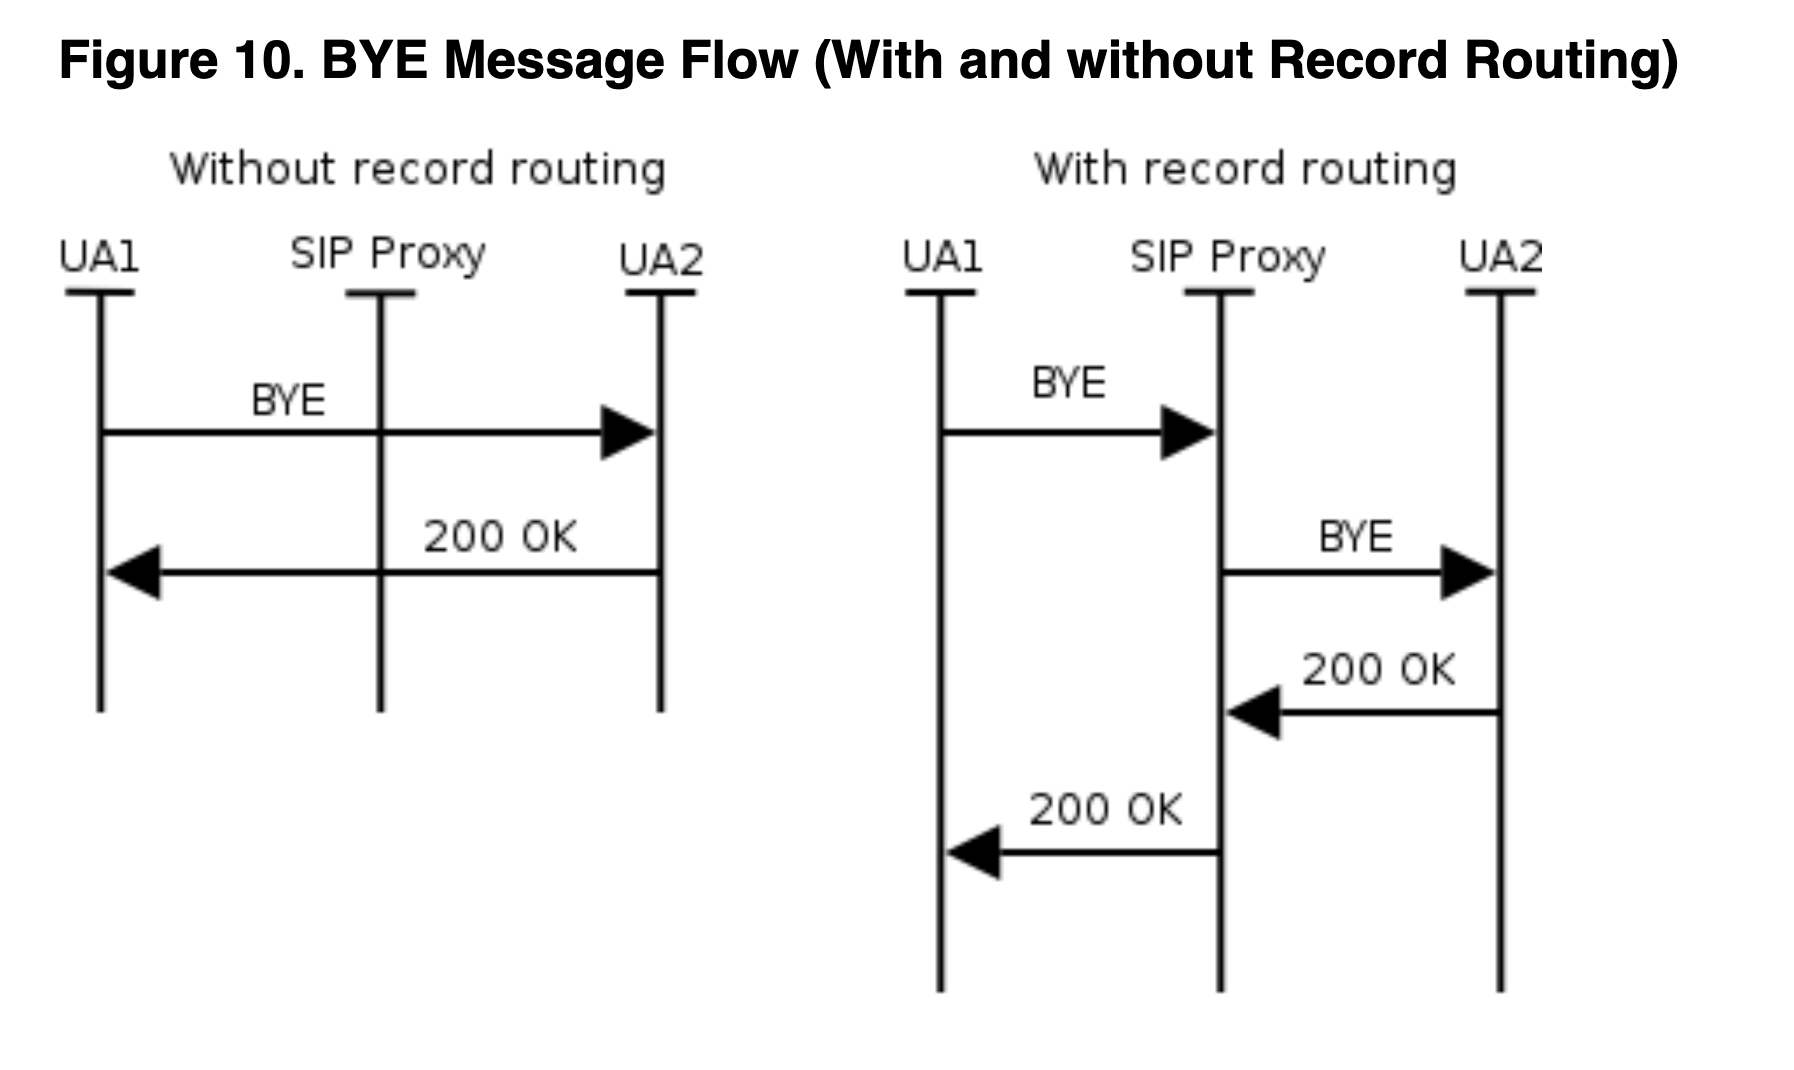 Figure 10. BYE Message Flow (With and without Record Routing)
Without record routing
UA1 SIP Proxy UA2
BYE
200 OK
With record routing
UA1 SIP Proxy UA2
BYE
BYE
200 OK
200 OK